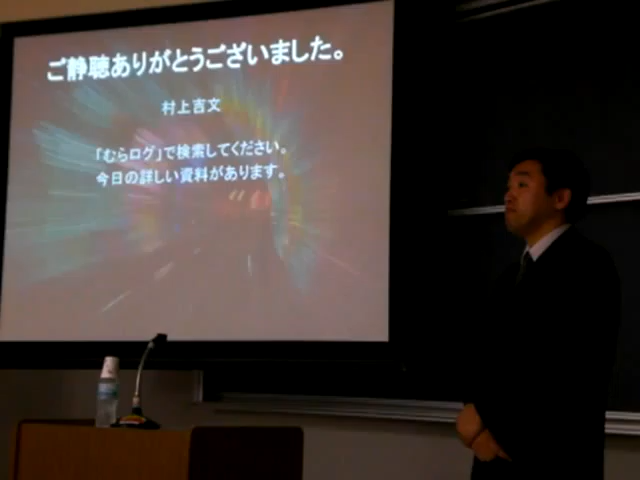 ご静聴ありがとうございました。
村上吉文
「むらログ」で検索してください。
今日の詳しい資料があります。